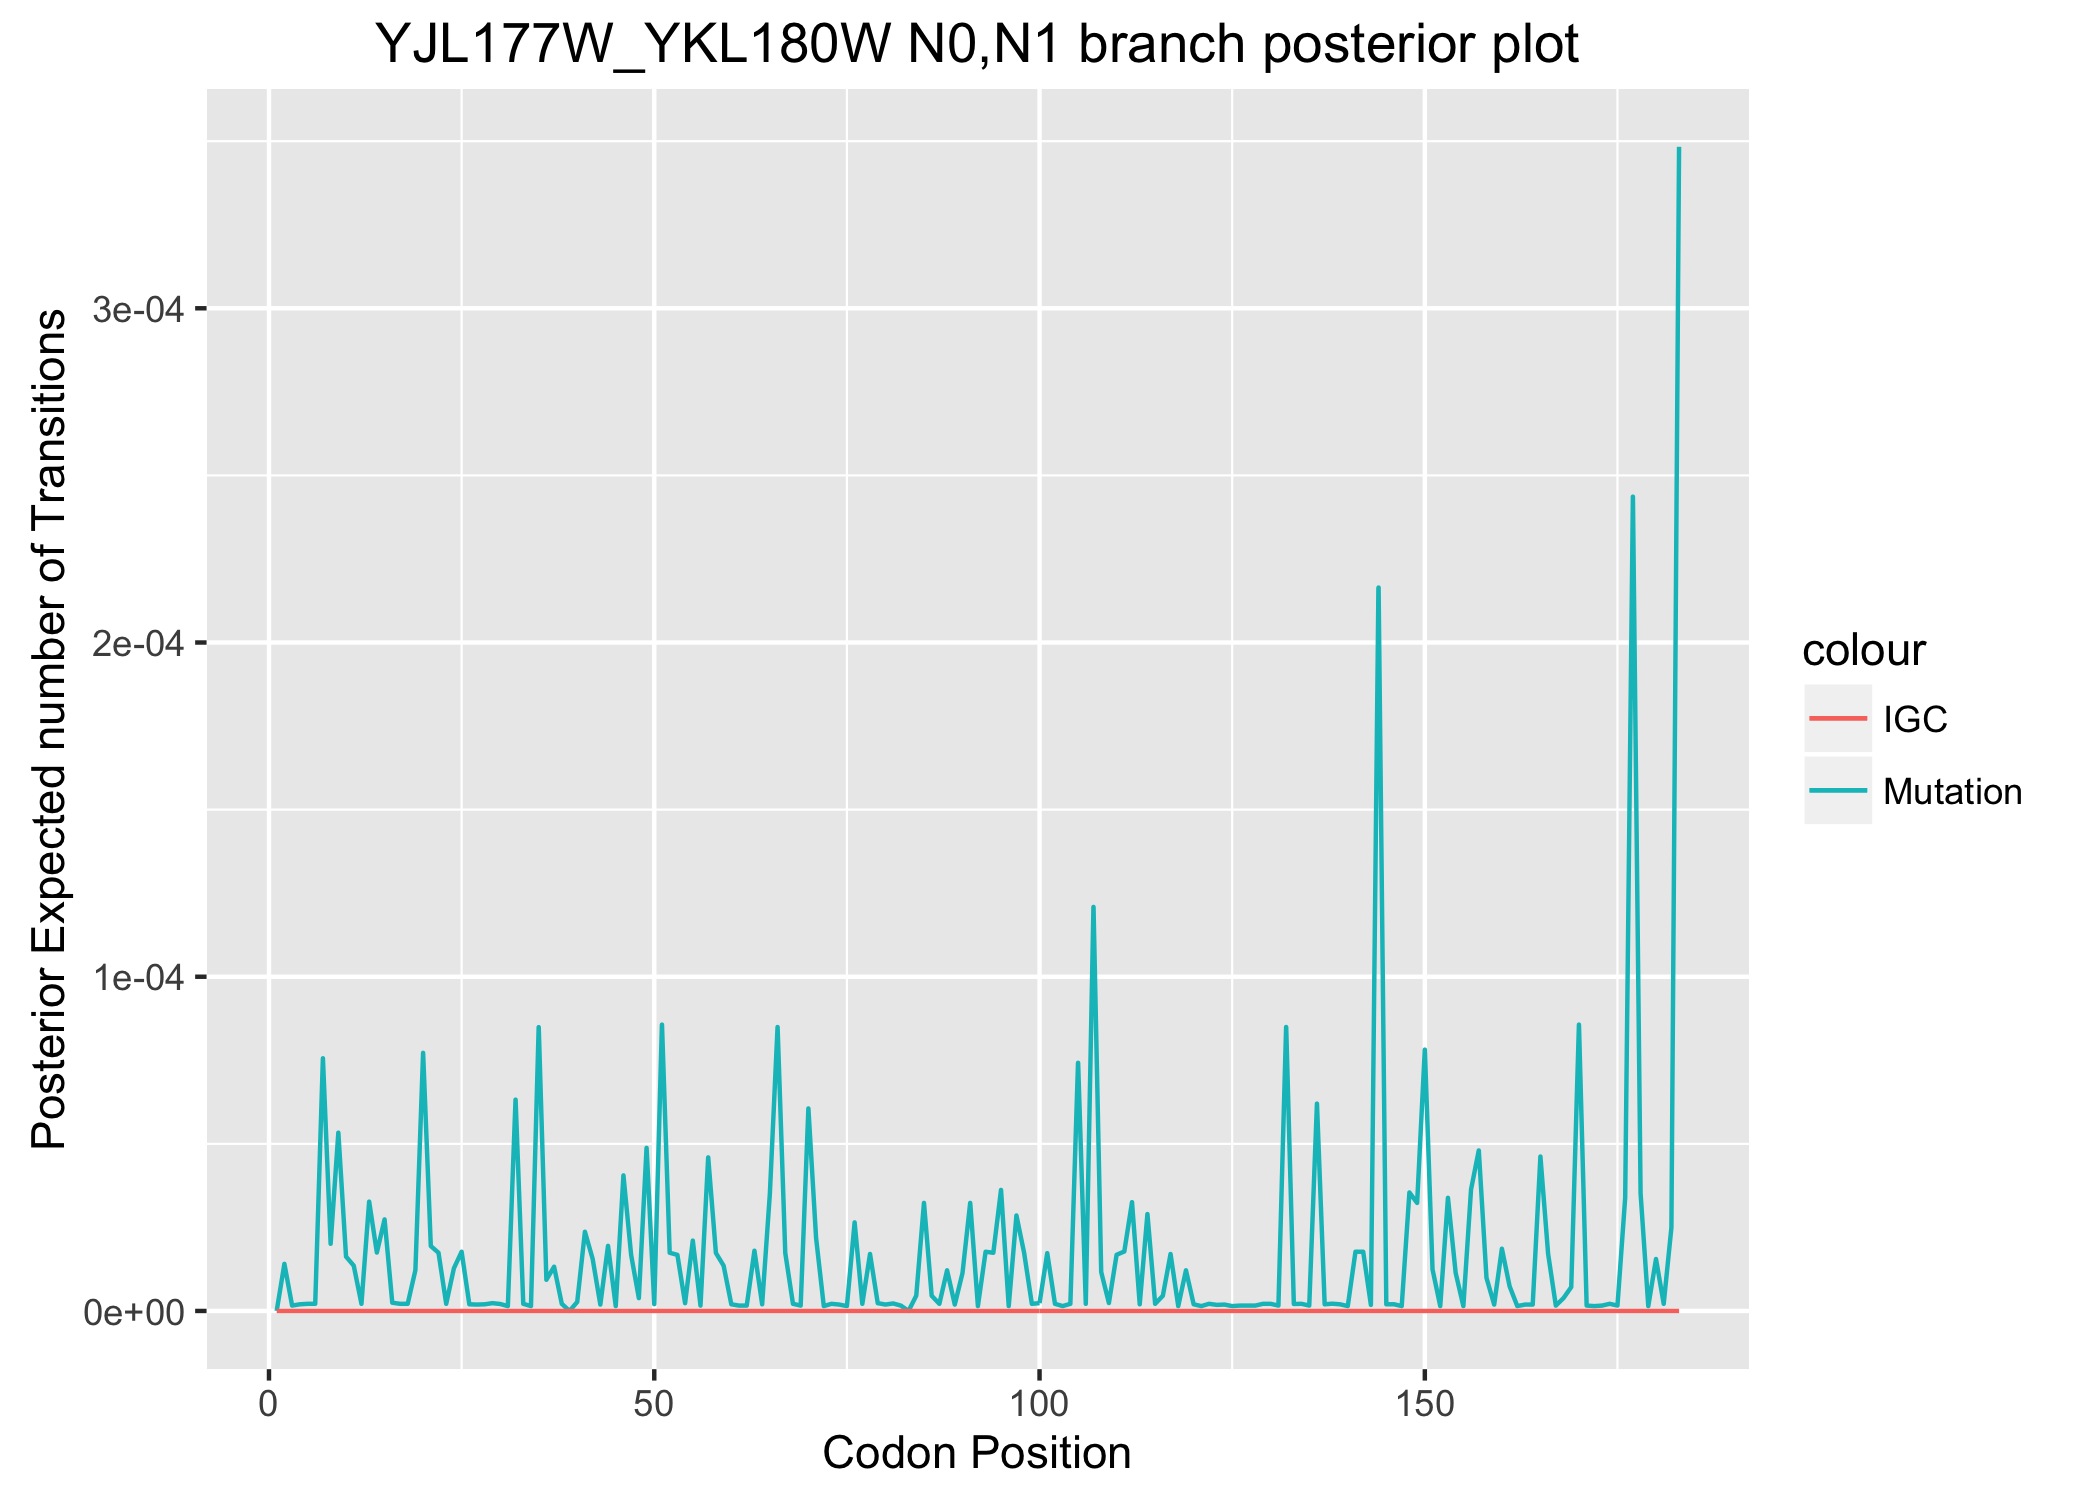 YJL177W_YKL180W N0,N1 branch posterior plot
Posterior Expected number of Transitions
3e-04
2e-04
1e-04
0e+00
0 50 100 150
Codon Position
colour
IGC
Mutation